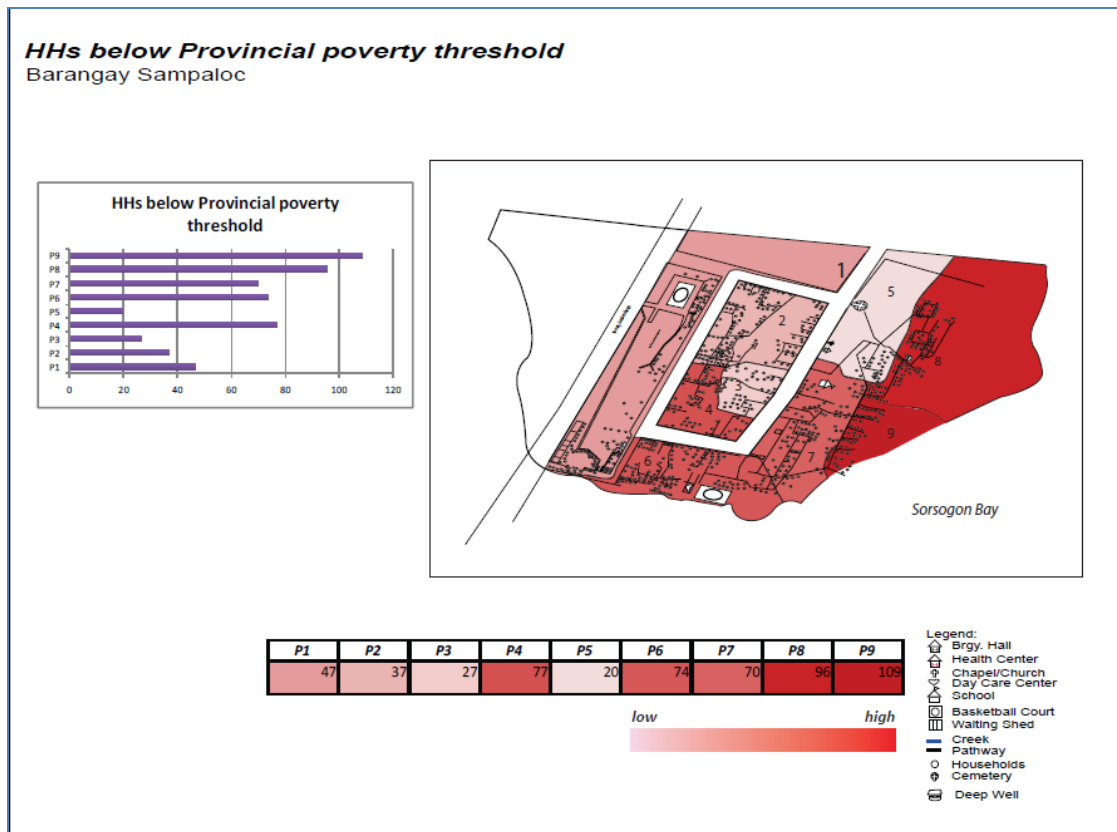 HHs below Provincial poverty threshold
Barangay Sampaloc
HHs below Provincial poverty
threshold
P9
P8
P7
P6
P5
P4
P3
P2
P1
0 20 40 60 80 100 120
1
2
3
4
5
6
7
8
9
Sorsogon Bay
P1 P2 P3 P4 P5 P6 P7 P8 P9
47 37 27 77 20 74 70 96 109
low high
Legend:
Brgy. Hall
Health Center
Chapel/Church
Day Care Center
School
Basketball Court
Waiting Shed
Creek
Pathway
Households
Cemetery
Deep Well